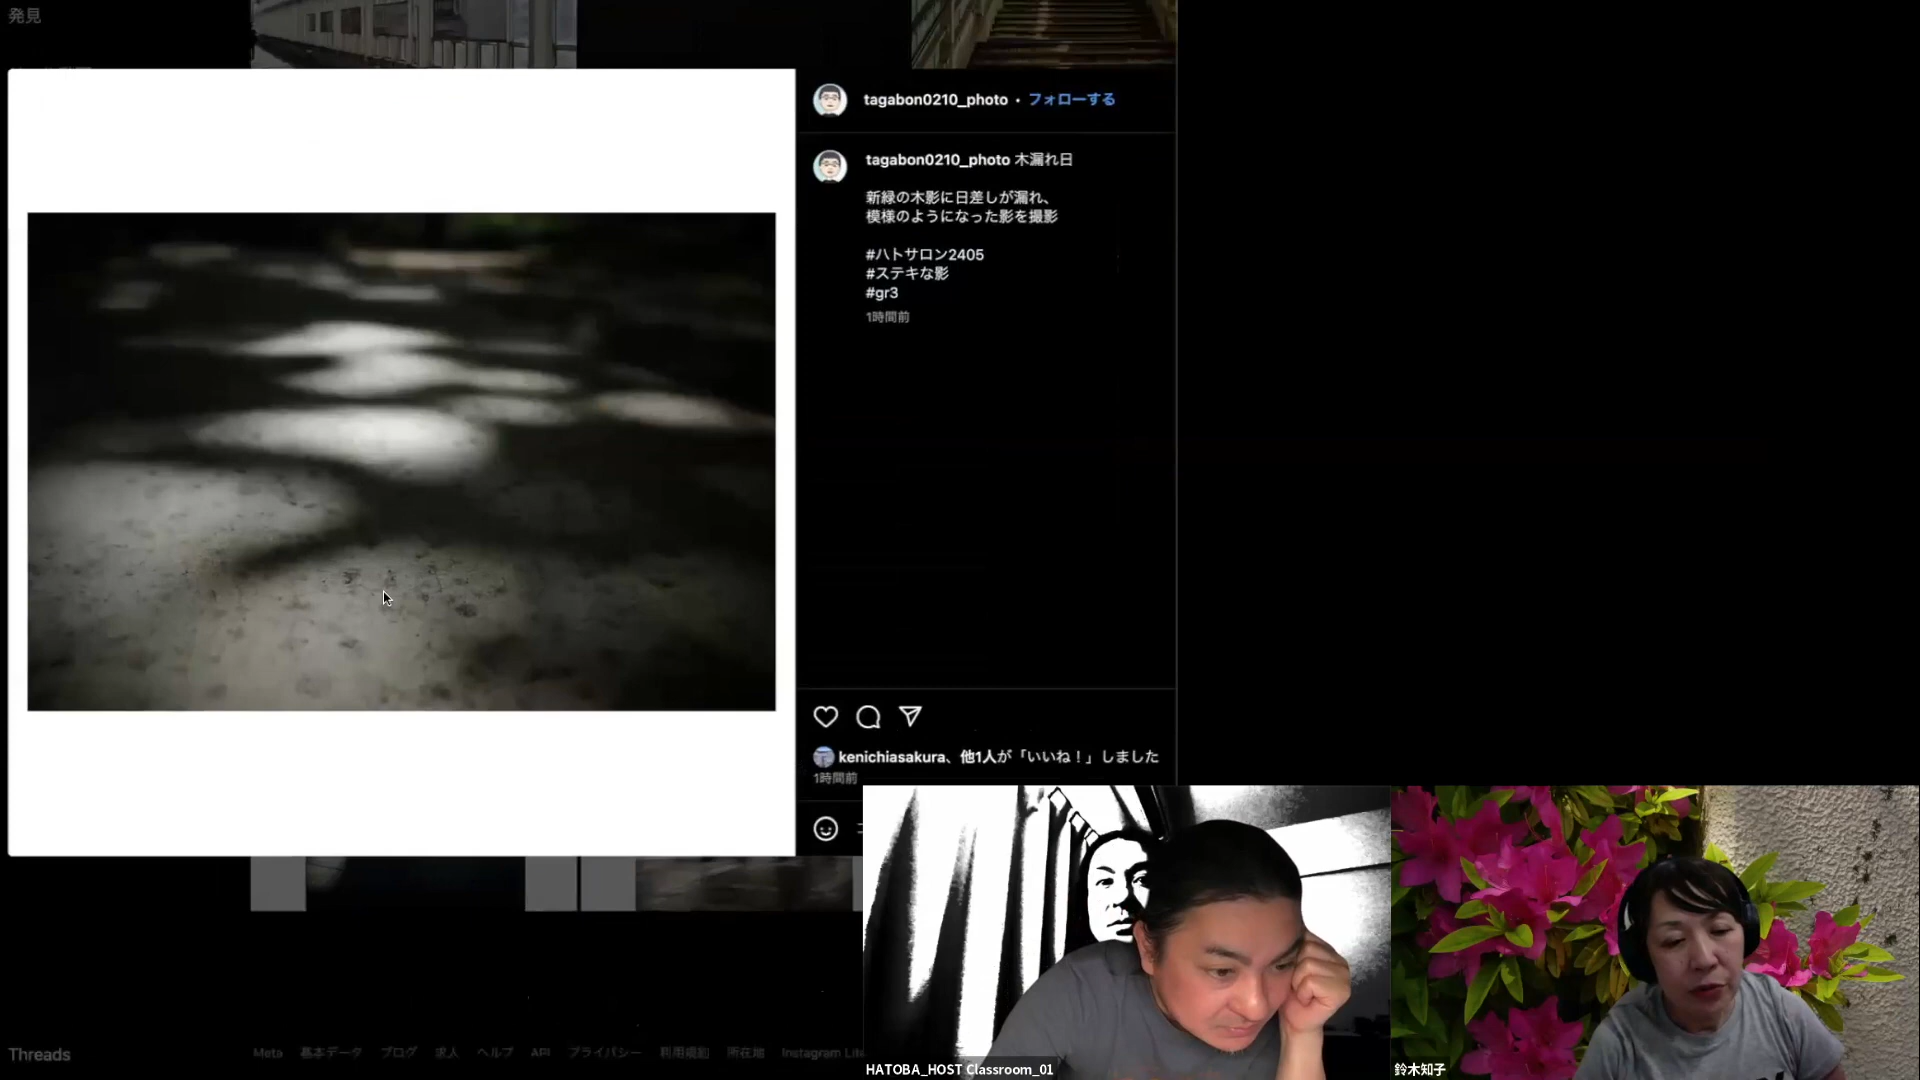 発見
tagabon0210_photo • フォローする
tagabon0210_photo 木漏れ日
新緑の木影に日差しが漏れ、
模様のようになった影を撮影
#ハトサロン2405
#ステキな影
#gr3
1時間前
kenichiasakura、他1人が「いいね！」しました
1時間前
Threads
Meta 基本データ ブログ 求人 ヘルプ API プライバシー 利用規約 所在地 Instagram Lite
HATOBA_HOST Classroom_01
鈴木知子